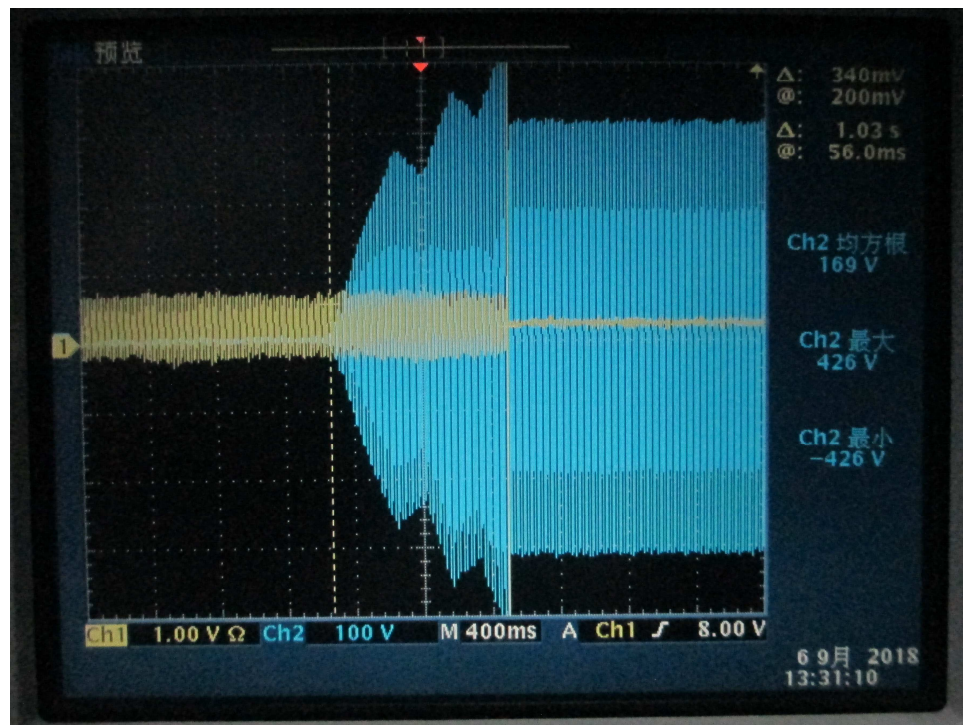 预览
Δ: 340mV
@: 200mV
Δ: 1.03 s
@: 56.0ms
Ch2 均方根
169 V
Ch2 最大
426 V
Ch2 最小
−426 V
1
Ch1 1.00 V Ω Ch2 100 V M 400ms A Ch1 ʃ 8.00 V
6 9月 2018
13:31:10